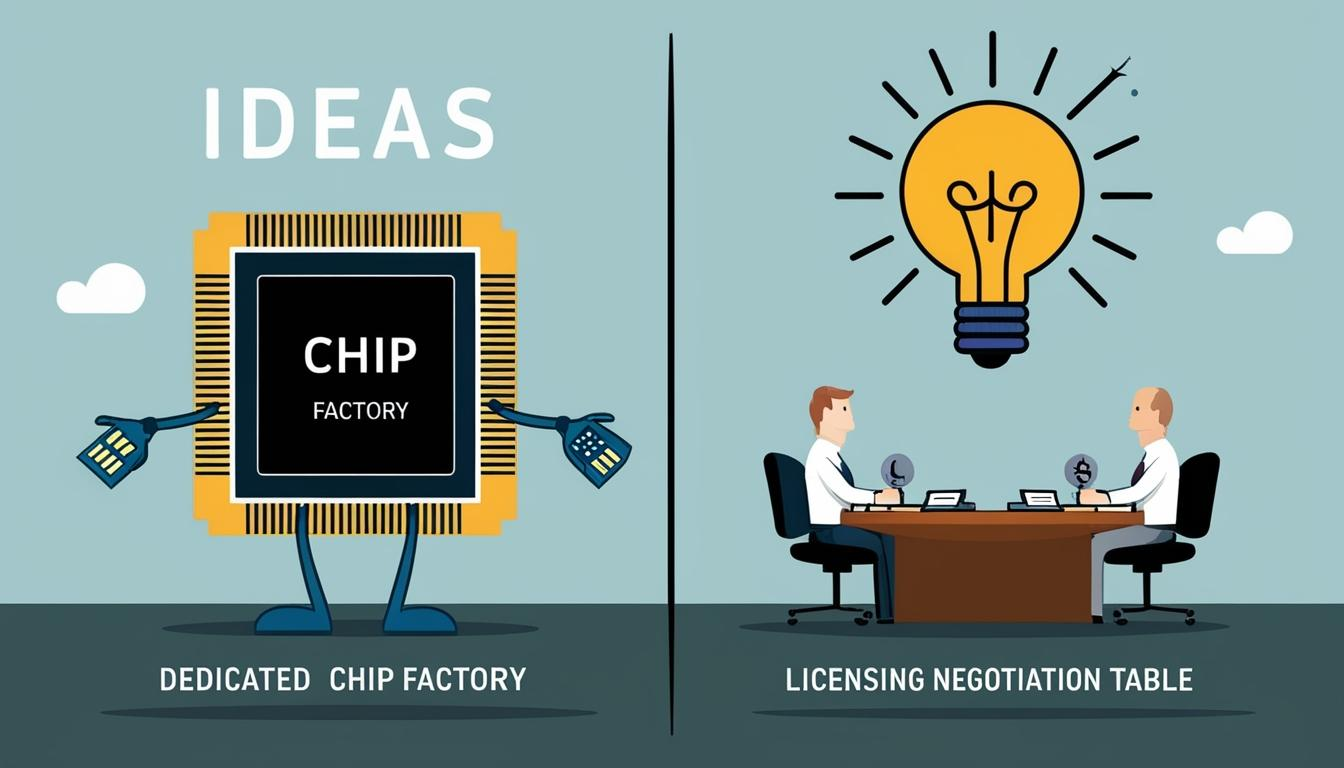 IDEAS
CHIP
FACTORY
DEDICATED CHIP FACTORY
LICENSING NEGOTIATION TABLE